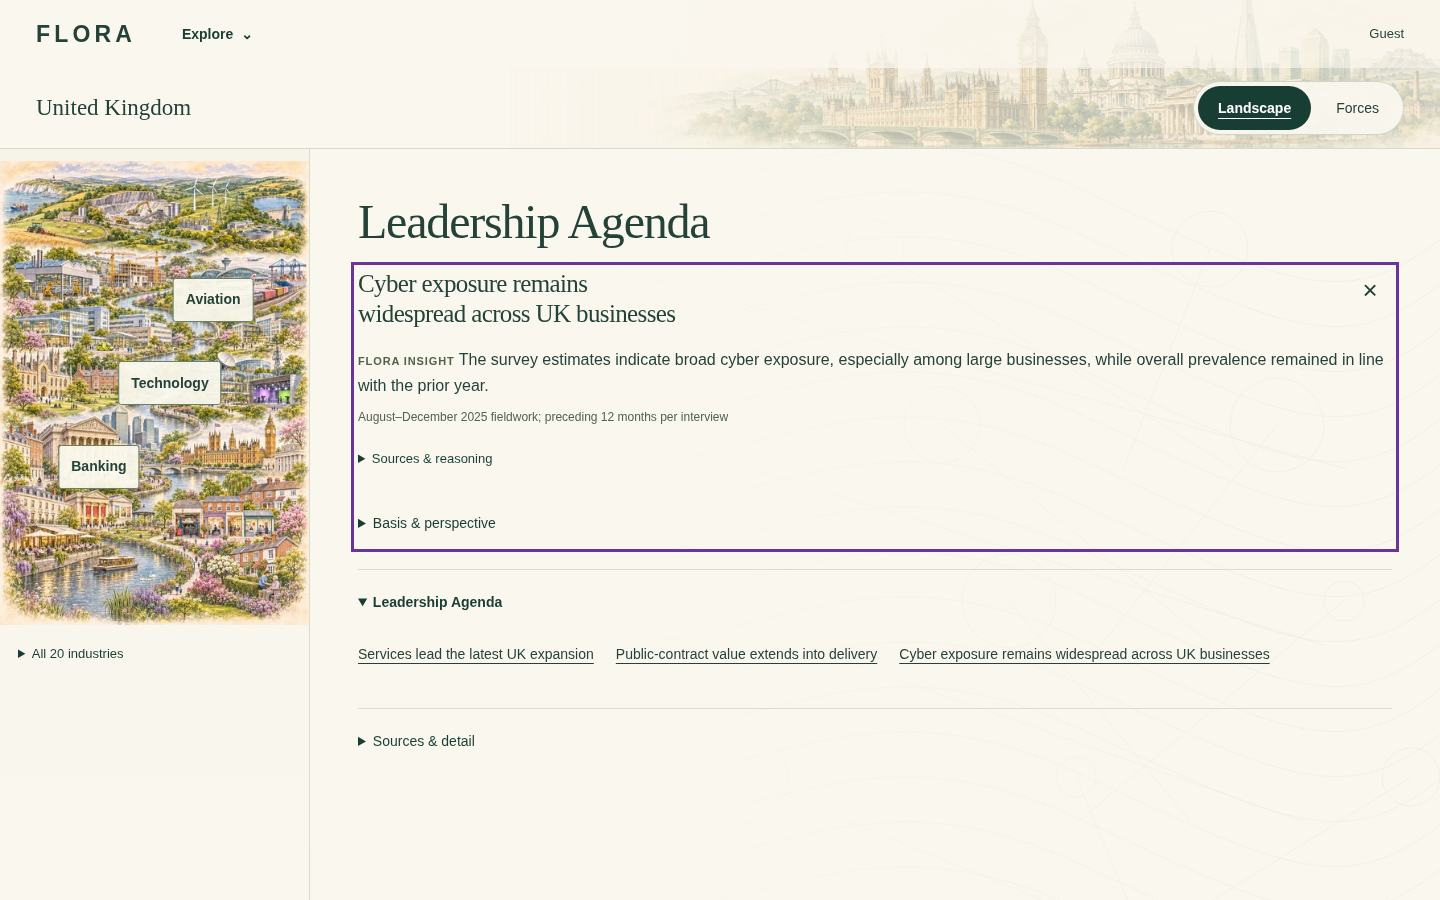 FLORA
Explore
Guest
United Kingdom
Landscape
Forces
Aviation
Technology
Banking
All 20 industries
Leadership Agenda
Cyber exposure remains
widespread across UK businesses
FLORA INSIGHT The survey estimates indicate broad cyber exposure, especially among large businesses, while overall prevalence remained in line
with the prior year.
August–December 2025 fieldwork; preceding 12 months per interview
Sources & reasoning
Basis & perspective
Leadership Agenda
Services lead the latest UK expansion
Public-contract value extends into delivery
Cyber exposure remains widespread across UK businesses
Sources & detail